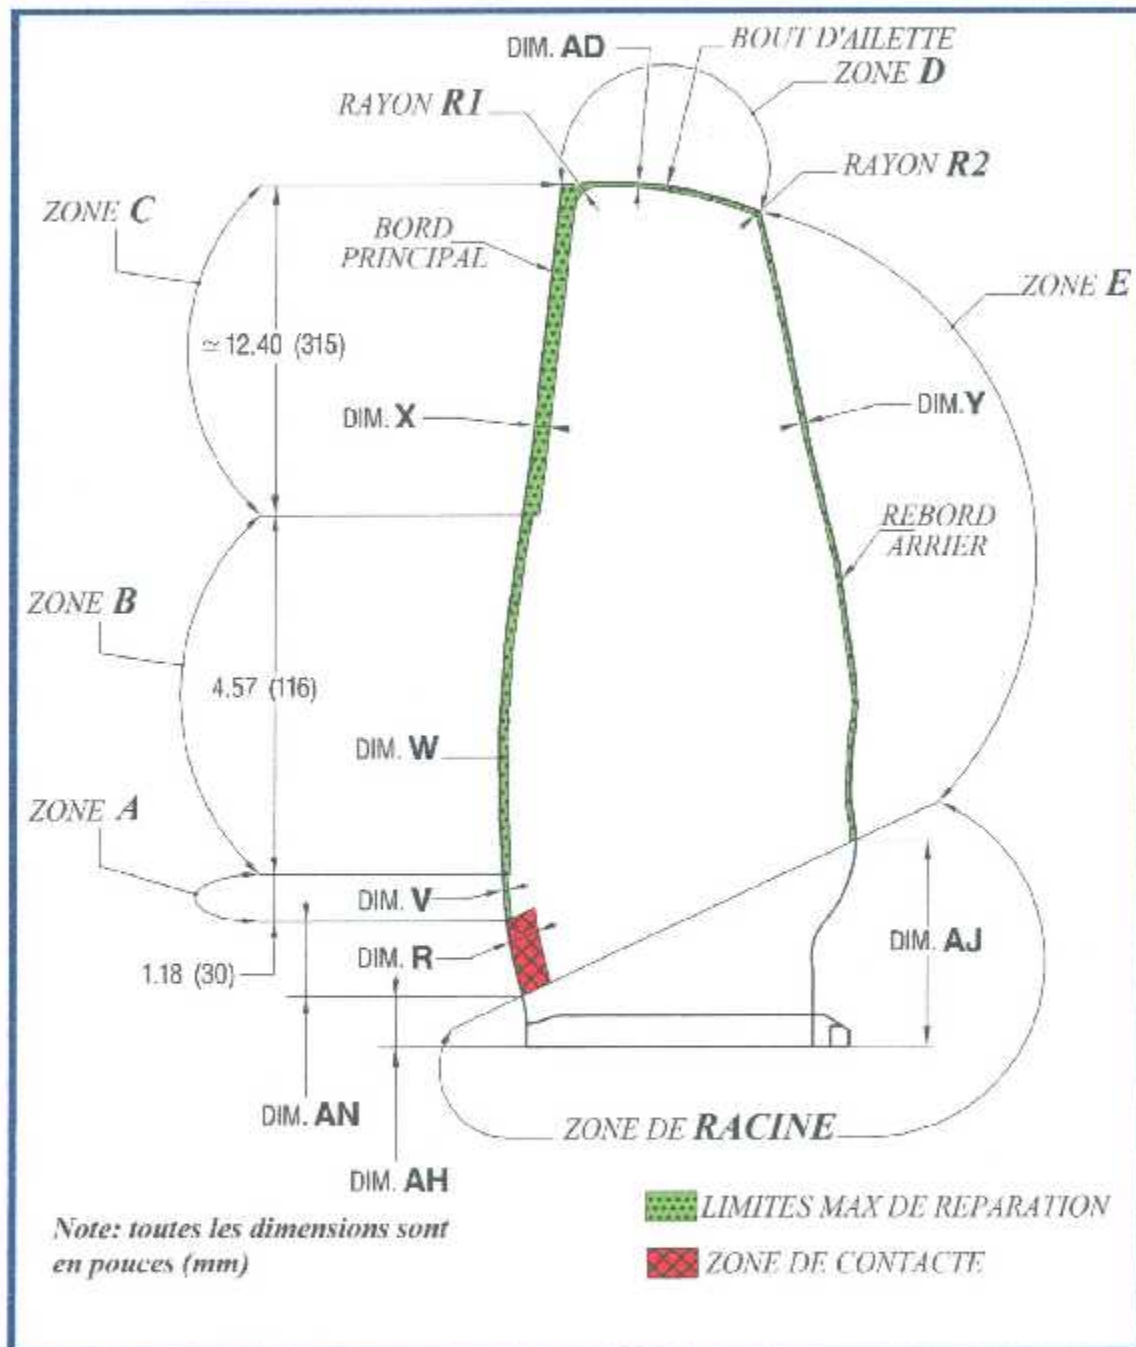 DIM. AD
BOUT D'AILETTE
ZONE D
RAYON R1
RAYON R2
ZONE C
BORD
PRINCIPAL
ZONE E
≃ 12.40 (315)
DIM. X
DIM. Y
REBORD
ARRIER
ZONE B
4.57 (116)
DIM. W
ZONE A
DIM. V
DIM. R
DIM. AJ
1.18 (30)
DIM. AN
ZONE DE RACINE
DIM. AH
LIMITES MAX DE REPARATION
Note: toutes les dimensions sont
en pouces (mm)
ZONE DE CONTACTE